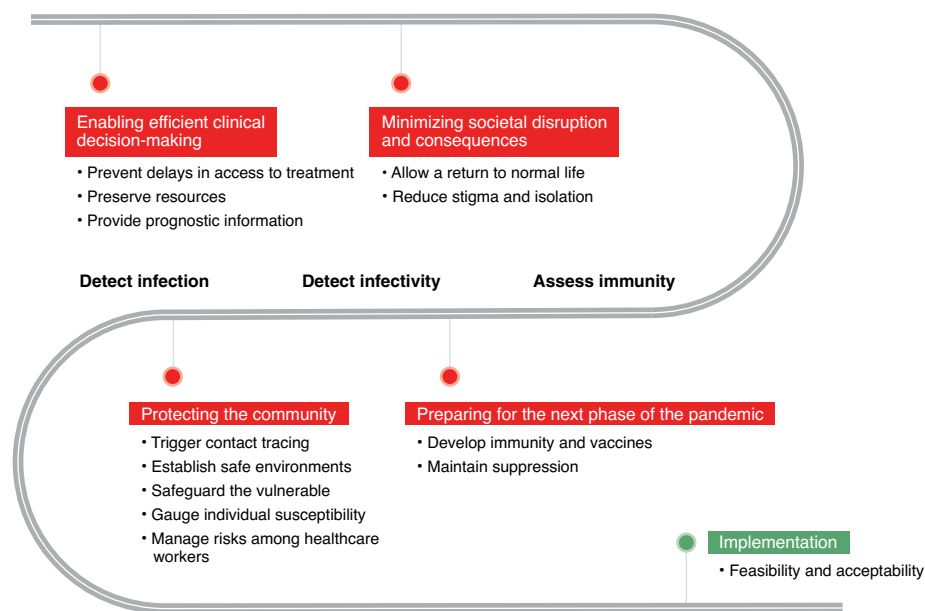 Enabling efficient clinical
decision-making
• Prevent delays in access to treatment
• Preserve resources
• Provide prognostic information
Minimizing societal disruption
and consequences
• Allow a return to normal life
• Reduce stigma and isolation
Detect infection
Detect infectivity
Assess immunity
Protecting the community
• Trigger contact tracing
• Establish safe environments
• Safeguard the vulnerable
• Gauge individual susceptibility
• Manage risks among healthcare
workers
Preparing for the next phase of the pandemic
• Develop immunity and vaccines
• Maintain suppression
Implementation
• Feasibility and acceptability